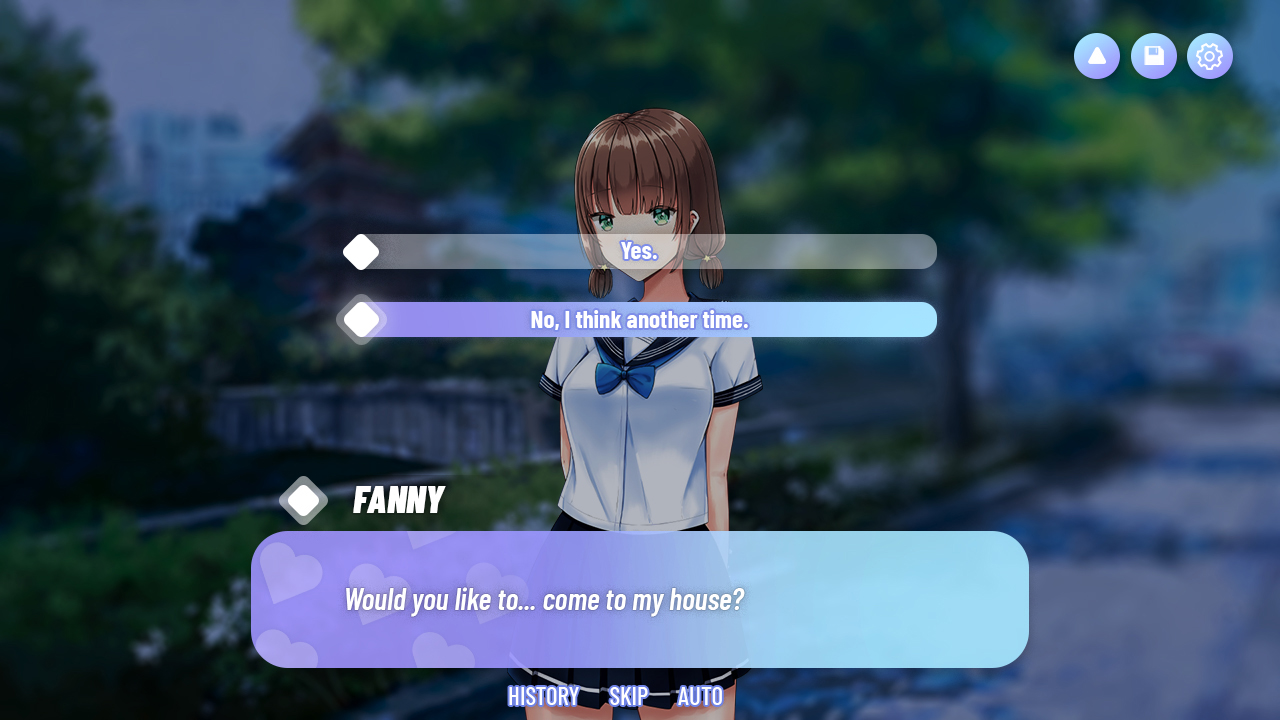 Yes.
No, I think another time.
FANNY
Would you like to... come to my house?
HISTORY SKIP AUTO